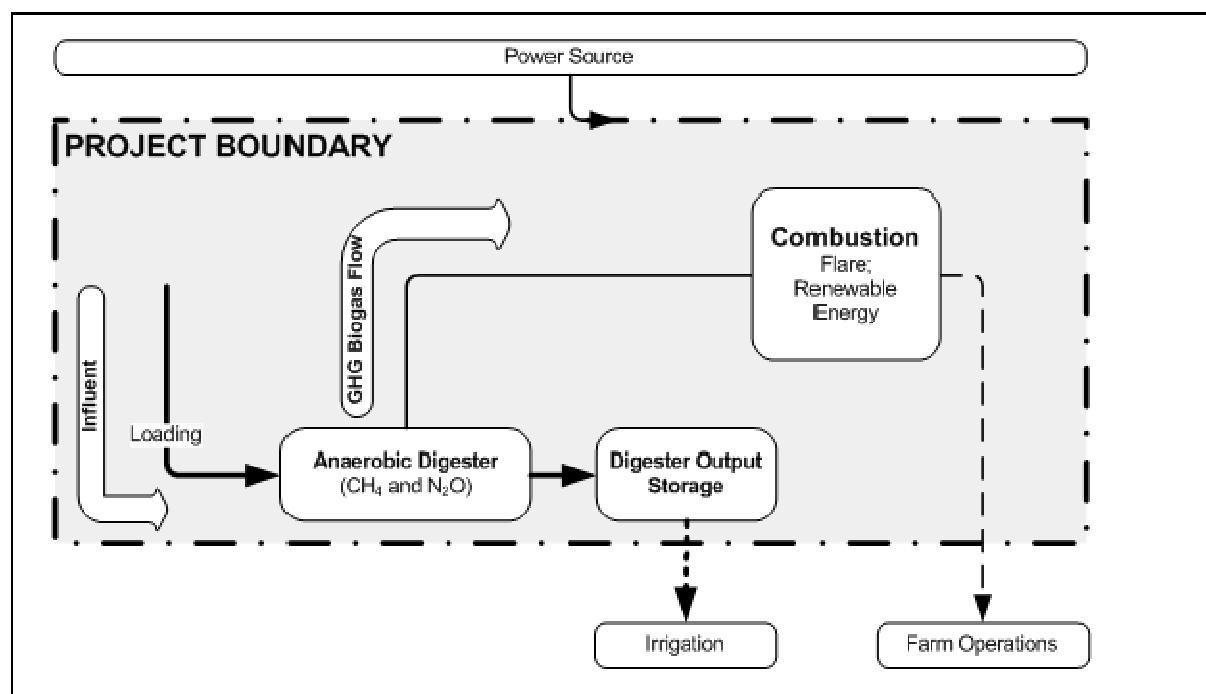 Power Source
PROJECT BOUNDARY
GHG Biogas Flow
Combustion
Flare;
Renewable
Energy
Influent
Loading
Anaerobic Digester
(CH₄ and N₂O)
Digester Output
Storage
Irrigation
Farm Operations